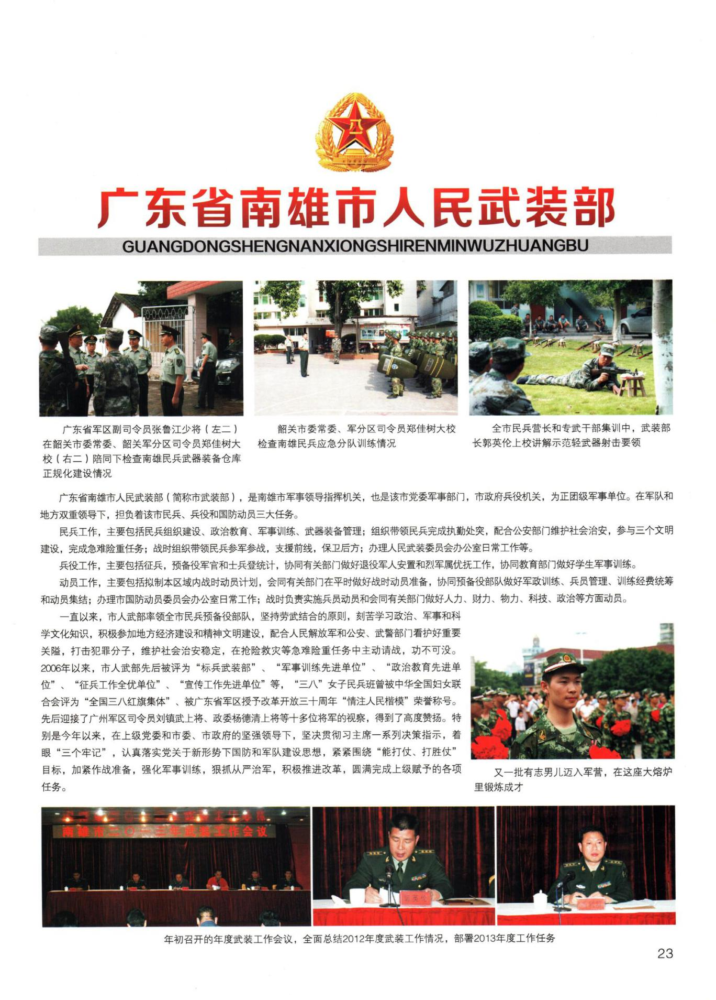 八一
广东省南雄市人民武装部
GUANGDONGSHENGNANXIONGSHIRENMINWUZHUANGBU
广东省军区副司令员张鲁江少将（左二）
在韶关市委常委、韶关军分区司令员郑佳树大
校（右二）陪同下检查南雄民兵武器装备仓库
正规化建设情况
韶关市委常委、军分区司令员郑佳树大校
检查南雄民兵应急分队训练情况
全市民兵营长和专武干部集训中，武装部
长郭英伦上校讲解示范轻武器射击要领
广东省南雄市人民武装部（简称市武装部），是南雄市军事领导指挥机关，也是该市党委军事部门，市政府兵役机关，为正团级军事单位。在军队和
地方双重领导下，担负着该市民兵、兵役和国防动员三大任务。
民兵工作，主要包括民兵组织建设、政治教育、军事训练、武器装备管理；组织带领民兵完成执勤处突，配合公安部门维护社会治安，参与三个文明
建设，完成急难险重任务；战时组织带领民兵参军参战，支援前线，保卫后方；办理人民武装委员会办公室日常工作等。
兵役工作，主要包括征兵，预备役军官和士兵登统计，协同有关部门做好退役军人安置和烈军属优抚工作，协同教育部门做好学生军事训练。
动员工作，主要包括拟制本区域内战时动员计划，会同有关部门在平时做好战时动员准备，协同预备役部队做好军政训练、兵员管理、训练经费统筹
和动员集结；办理市国防动员委员会办公室日常工作；战时负责实施兵员动员和会同有关部门做好人力、财力、物力、科技、政治等方面动员。
一直以来，市人武部率领全市民兵预备役部队，坚持劳武结合的原则，刻苦学习政治、军事和科
学文化知识，积极参加地方经济建设和精神文明建设，配合人民解放军和公安、武警部门看护好重要
关隘，打击犯罪分子，维护社会治安稳定，在抢险救灾等急难险重任务中主动请战，功不可没。
2006年以来，市人武部先后被评为“标兵武装部”、“军事训练先进单位”、“政治教育先进单
位”、“征兵工作全优单位”、“宣传工作先进单位”等，“三八”女子民兵班曾被中华全国妇女联
合会评为“全国三八红旗集体”、被广东省军区授予改革开放三十周年“情注人民楷模”荣誉称号。
先后迎接了广州军区司令员刘镇武上将、政委杨德清上将等十多位将军的视察，得到了高度赞扬。特
别是今年以来，在上级党委和市委、市政府的坚强领导下，坚决贯彻习主席一系列决策指示，着
眼“三个牢记”，认真落实党关于新形势下国防和军队建设思想，紧紧围绕“能打仗、打胜仗”
目标，加紧作战准备，强化军事训练，狠抓从严治军，积极推进改革，圆满完成上级赋予的各项
任务。
又一批有志男儿迈入军营，在这座大熔炉
里锻炼成才
南雄市二〇一三年武装工作会议
郭英伦
年初召开的年度武装工作会议，全面总结2012年度武装工作情况，部署2013年度工作任务
23